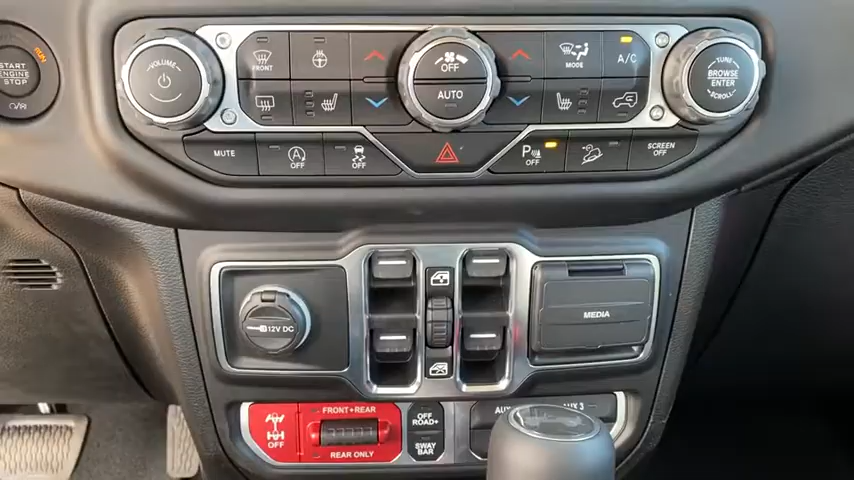 START
ENGINE
STOP
RUN
VOLUME
FRONT
OFF
AUTO
MODE
A/C
TUNE
BROWSE
ENTER
SCROLL
MUTE
A
OFF
OFF
P
OFF
SCREEN
OFF
12V DC
MEDIA
OFF
FRONT+REAR
REAR ONLY
OFF
ROAD+
SWAY
BAR